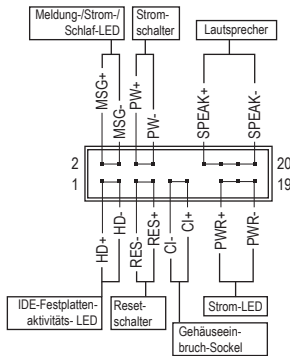 Meldung-/Strom-/
Schlaf-LED
Strom-
schalter
Lautsprecher
MSG+
MSG-
PW+
PW-
SPEAK+
SPEAK-
2
20
1
19
HD+
HD-
RES-
RES+
CI-
CI+
PWR+
PWR-
IDE-Festplatten-
aktivitäts- LED
Reset-
schalter
Strom-LED
Gehäuseein-
bruch-Sockel